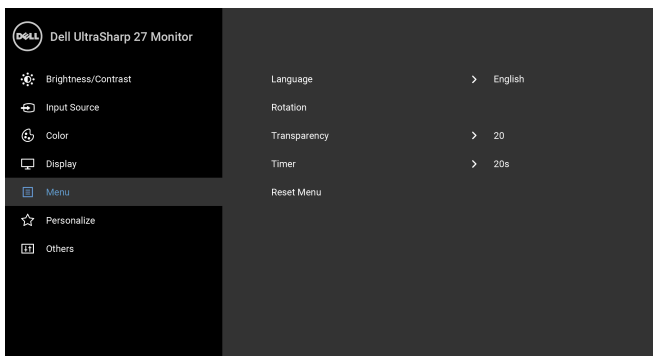 DELL
Dell UltraSharp 27 Monitor
Brightness/Contrast
Input Source
Color
Display
Menu
Personalize
Others
Language > English
Rotation
Transparency > 20
Timer > 20s
Reset Menu